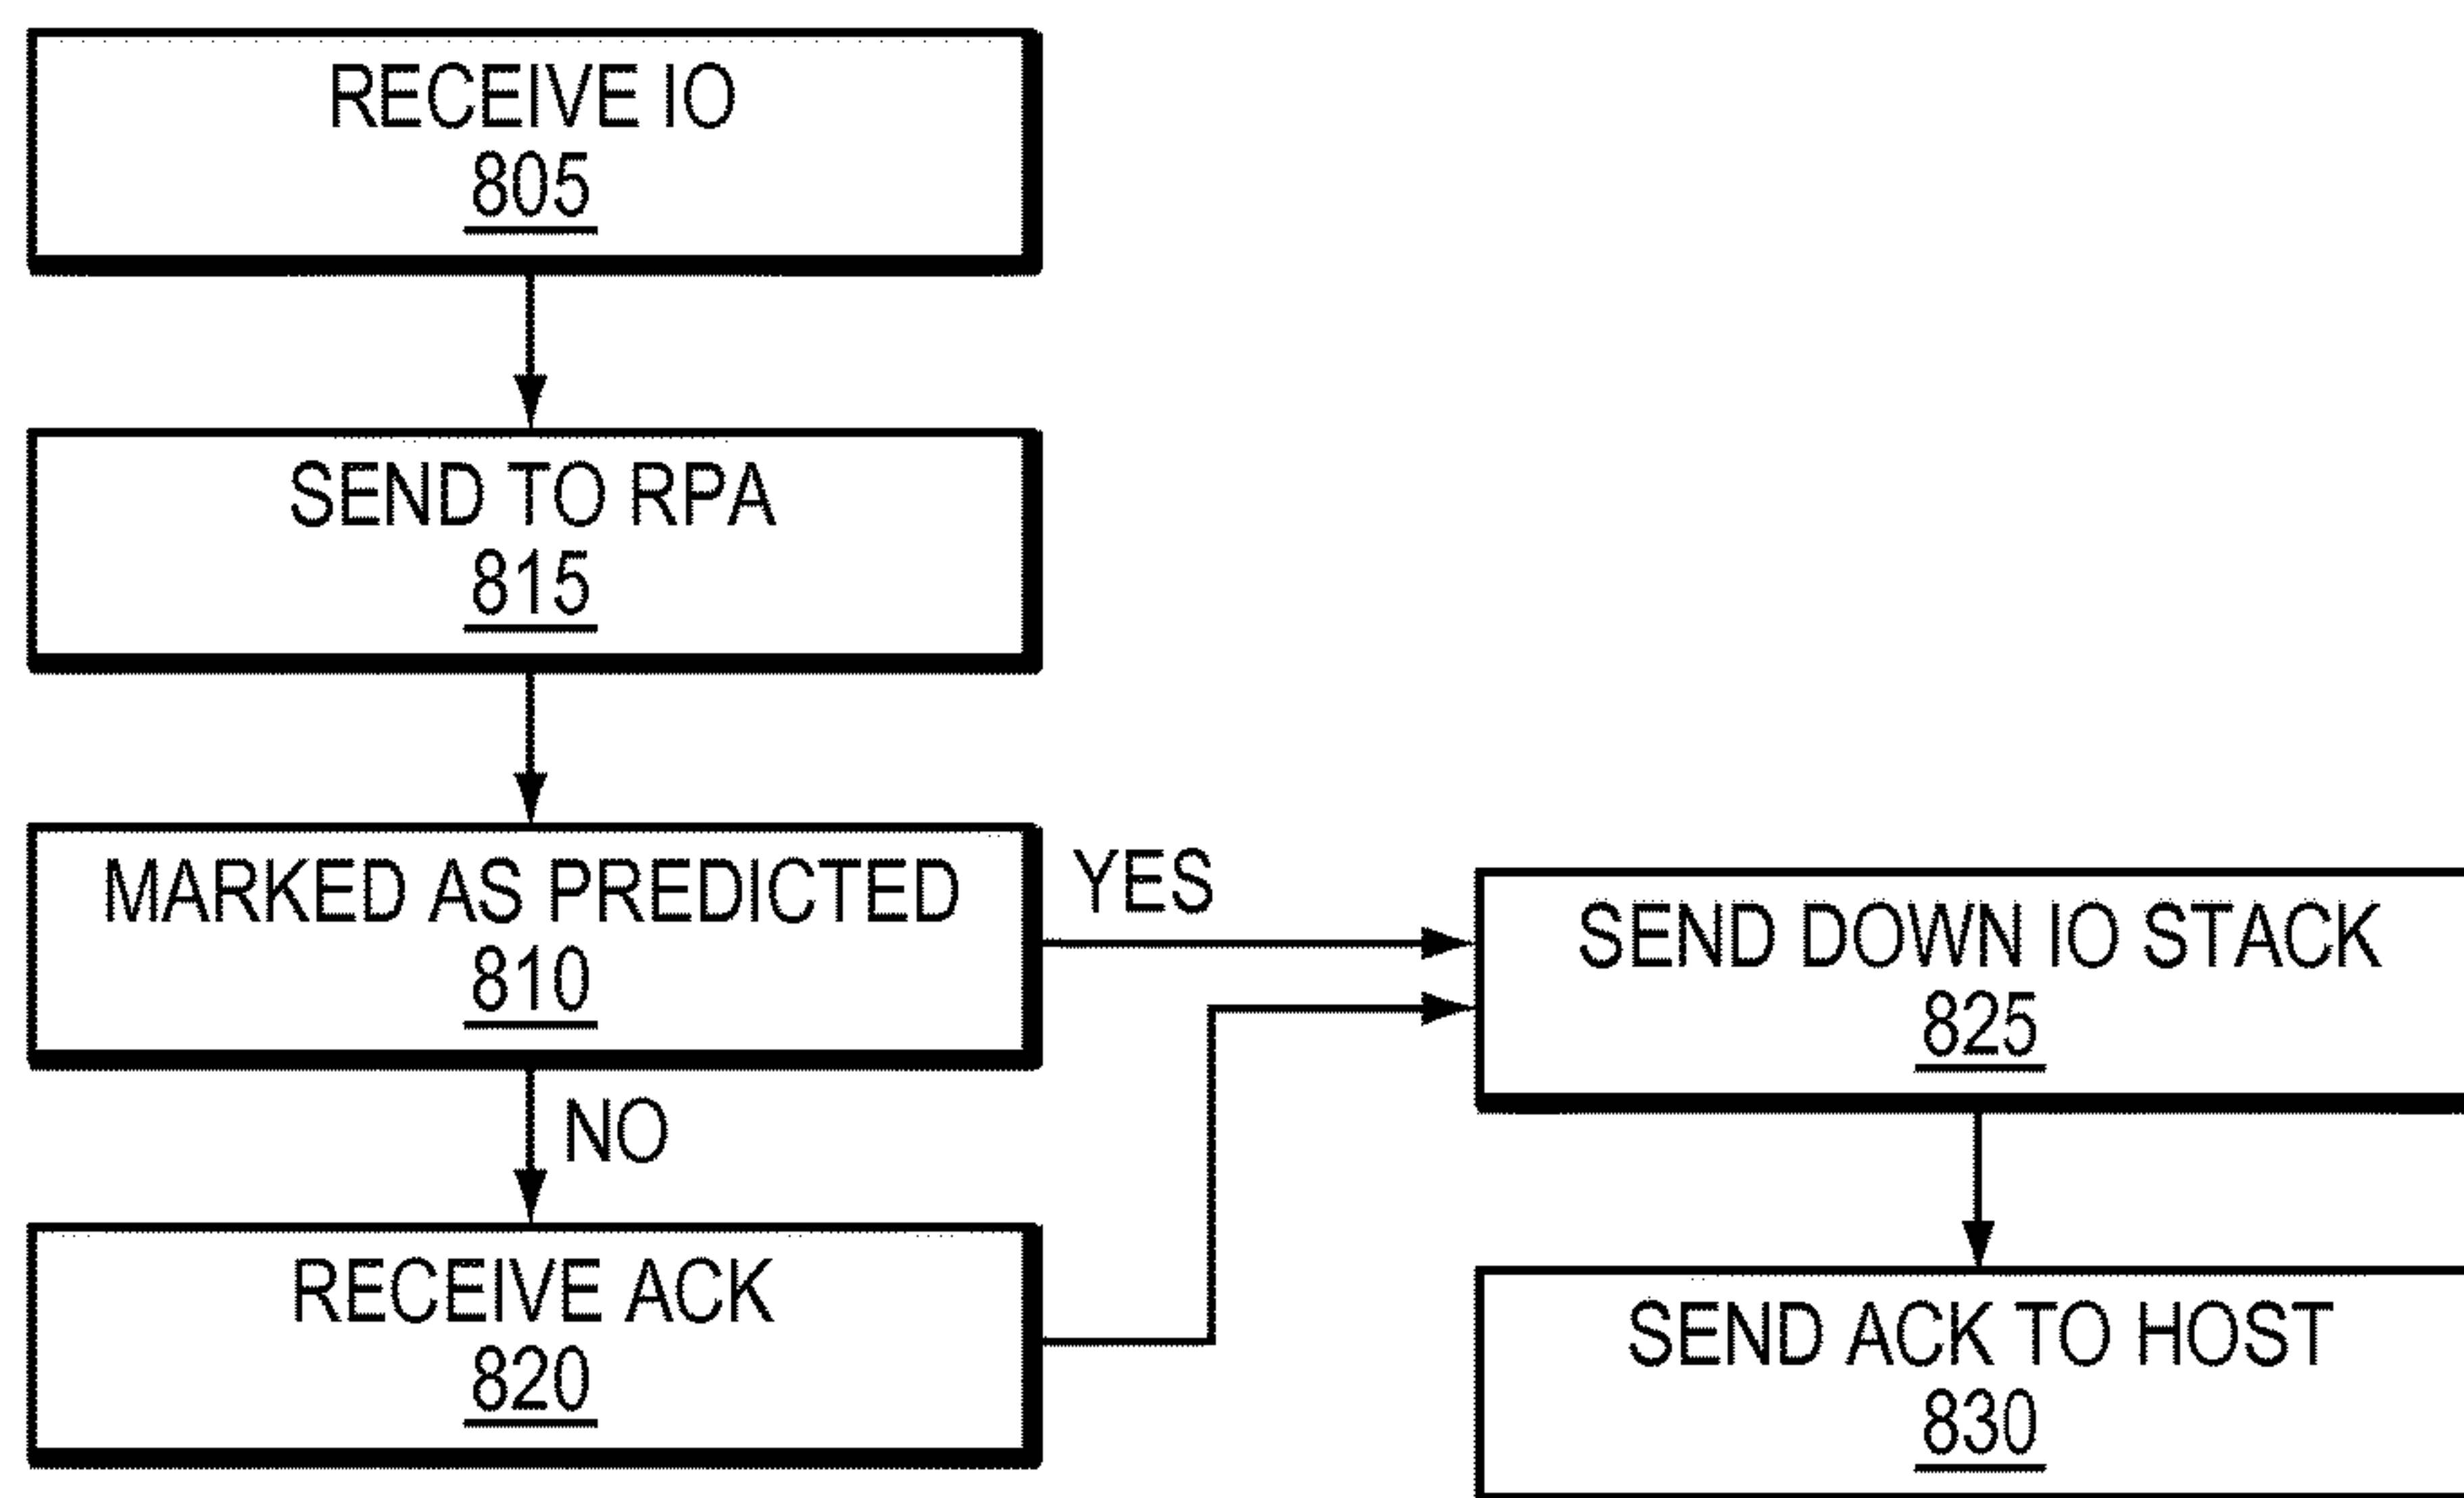 RECEIVE IO
805
SEND TO RPA
815
MARKED AS PREDICTED
810
YES
NO
RECEIVE ACK
820
SEND DOWN IO STACK
825
SEND ACK TO HOST
830